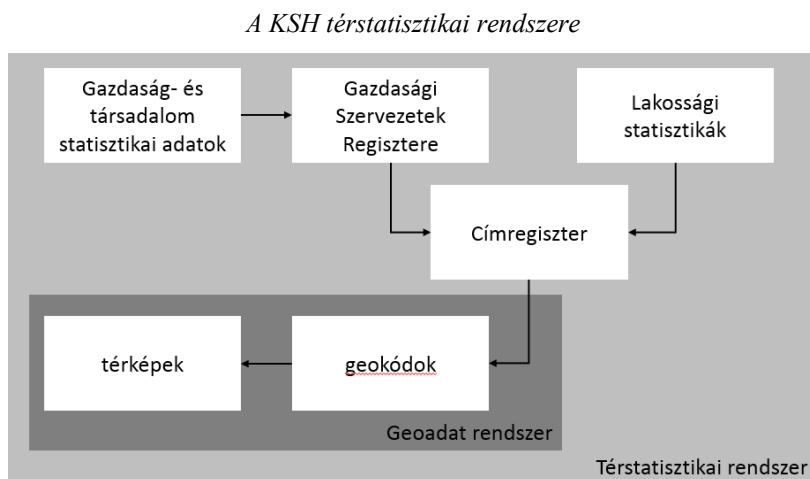 A KSH térstatisztikai rendszere
Gazdaság- és
társadalom
statisztikai adatok
Gazdasági
Szervezetek
Regisztere
Lakossági
statisztikák
Címregiszter
térképek
geokódok
Geoadat rendszer
Térstatisztikai rendszer